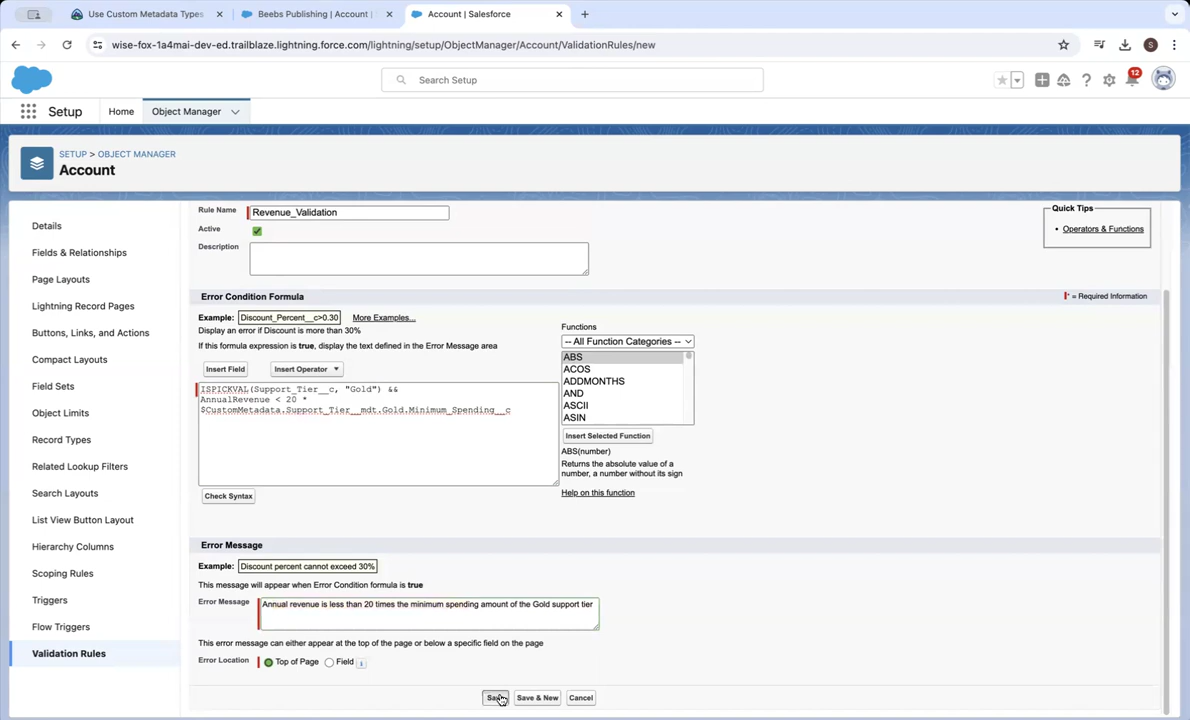 Use Custom Metadata Types
Beebs Publishing | Account |
Account | Salesforce
wise-fox-1a4mai-dev-ed.trailblaze.lightning.force.com/lightning/setup/ObjectManager/Account/ValidationRules/new
S
Search Setup
12
Setup
Home
Object Manager
SETUP > OBJECT MANAGER
Account
Details
Fields & Relationships
Page Layouts
Lightning Record Pages
Buttons, Links, and Actions
Compact Layouts
Field Sets
Object Limits
Record Types
Related Lookup Filters
Search Layouts
List View Button Layout
Hierarchy Columns
Scoping Rules
Triggers
Flow Triggers
Validation Rules
Rule Name
Revenue_Validation
Active
Description
Quick Tips
• Operators & Functions
Error Condition Formula
= Required Information
Example: Discount_Percent__c>0.30 More Examples...
Display an error if Discount is more than 30%
If this formula expression is true, display the text defined in the Error Message area
Insert Field
Insert Operator
ISPICKVAL(Support_Tier__c, "Gold") &&
AnnualRevenue < 20 *
$CustomMetadata.Support_Tier__mdt.Gold.Minimum_Spending__c
Check Syntax
Functions
-- All Function Categories --
ABS
ACOS
ADDMONTHS
AND
ASCII
ASIN
Insert Selected Function
ABS(number)
Returns the absolute value of a
number, a number without its sign
Help on this function
Error Message
Example: Discount percent cannot exceed 30%
This message will appear when Error Condition formula is true
Error Message
Annual revenue is less than 20 times the minimum spending amount of the Gold support tier
This error message can either appear at the top of the page or below a specific field on the page
Error Location
Top of Page
Field
i
Save & New
Cancel